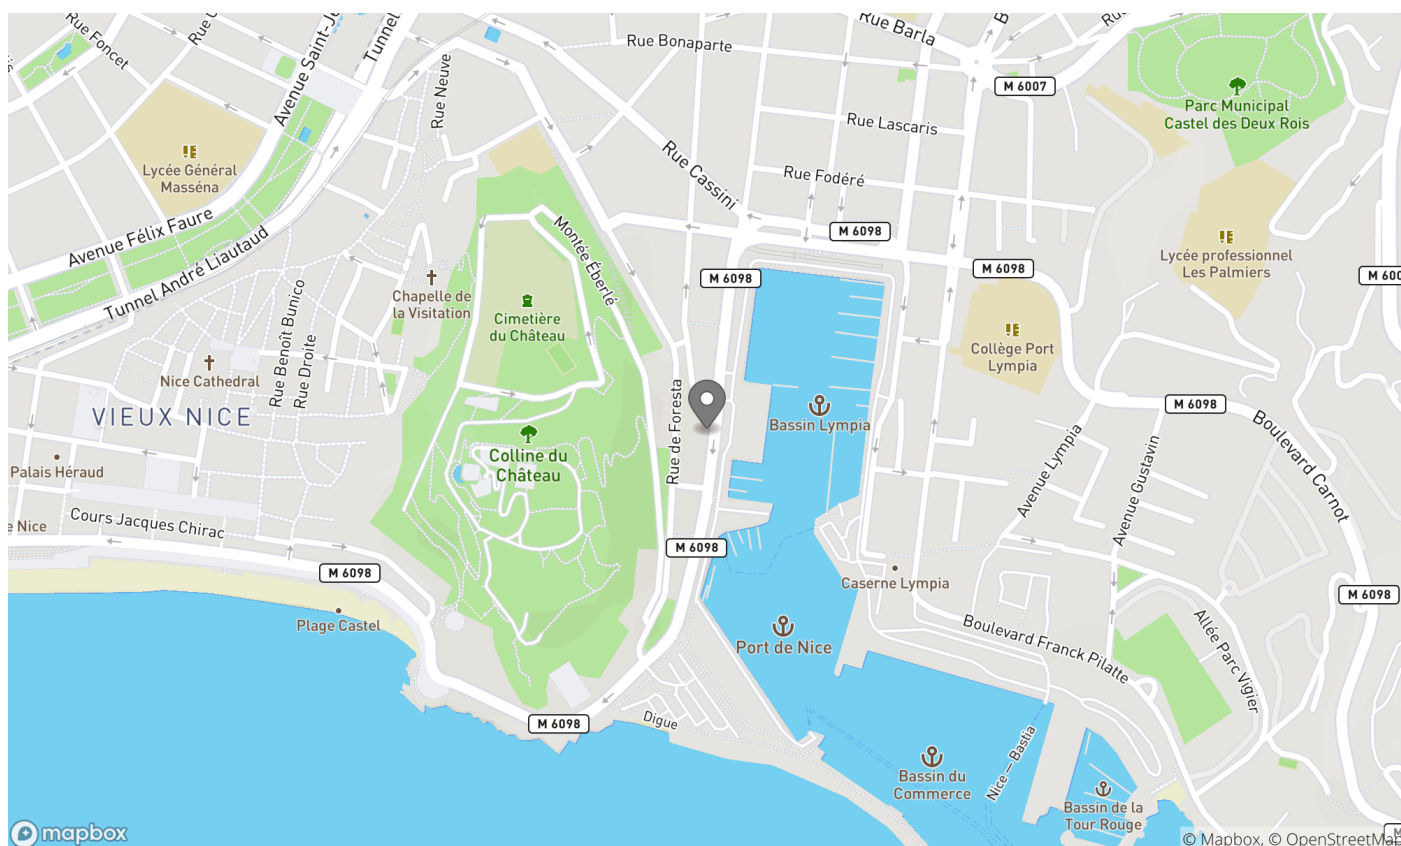 Rue Foncet
Avenue Saint-Je
Tunnel
Rue Neuve
Rue Bonaparte
Rue Barla
M 6007
Parc Municipal
Castel des Deux Rois
Rue Lascaris
Lycée Général
Masséna
Rue Cassini
Rue Fodéré
Avenue Félix Faure
Tunnel André Liautaud
Montée Éberlé
M 6098
M 6098
M 6098
Lycée professionnel
Les Palmiers
M 600
Chapelle de
la Visitation
Cimetière
du Château
Rue Benoît Bunico
Rue Droite
Nice Cathedral
Collège Port
Lympia
VIEUX NICE
Rue de Foresta
Bassin Lympia
M 6098
Boulevard Carnot
Palais Héraud
Colline du
Château
Avenue Lympia
Avenue Gustavin
e Nice
Cours Jacques Chirac
M 6098
M 6098
Caserne Lympia
M 6098
Plage Castel
Port de Nice
Boulevard Franck Pilatte
Allée Parc Vigier
M 6098
Digue
Nice — Bastia
Bassin du
Commerce
Bassin de la
Tour Rouge
mapbox
© Mapbox, © OpenStreetMap